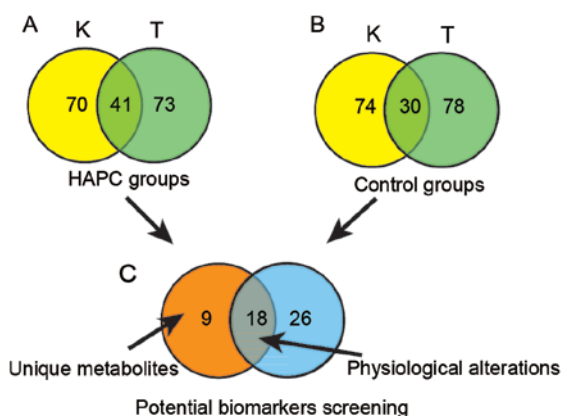 A
K T
70 41 73
HAPC groups
B
K T
74 30 78
Control groups
C
9 18 26
Unique metabolites
Physiological alterations
Potential biomarkers screening